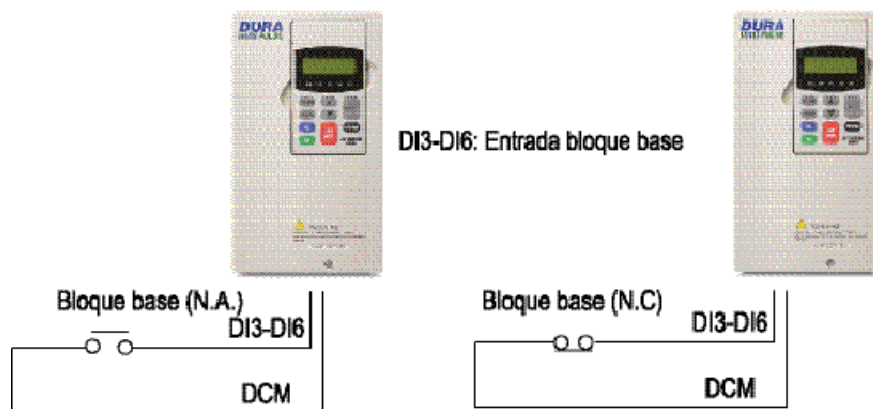 DURA
DURA
DI3-DI6: Entrada bloque base
Bloque base (N.A.)
DI3-DI6
DCM
Bloque base (N.C)
DI3-DI6
DCM